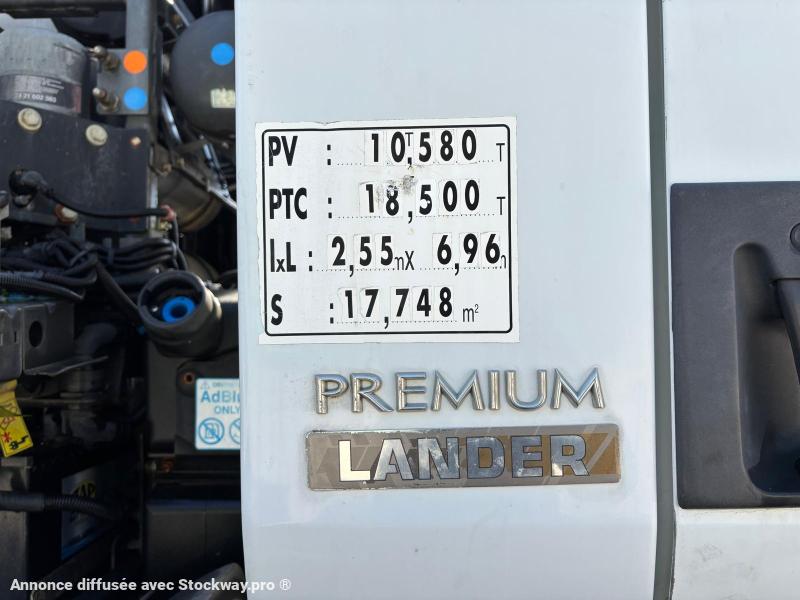 PV : 10,580 T
PTC : 18,500 T
lxL : 2,55 m x 6,96 m
S : 17,748 m²
PREMIUM
LANDER
AdBlue
ONLY
Annonce diffusée avec Stockway.pro ®